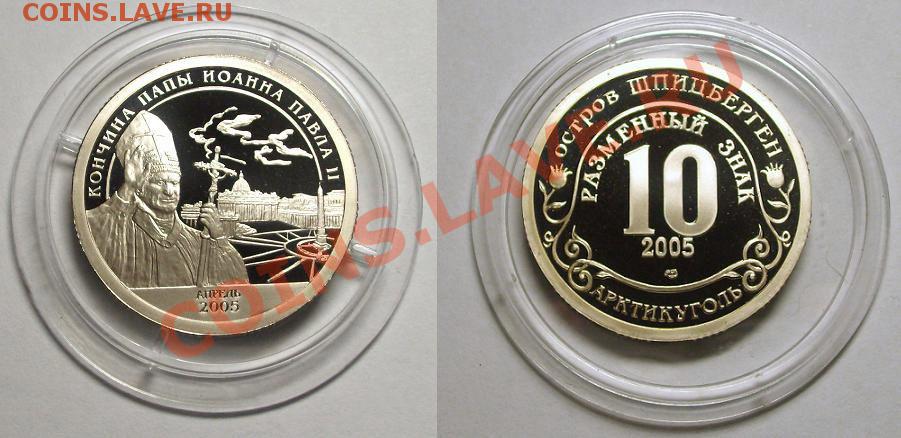 COINS.LAVE.RU
КОНЧИНА ПАПЫ ИОАННА ПАВЛА II
АПРЕЛЬ
2005
ОСТРОВ ШПИЦБЕРГЕН
РАЗМЕННЫЙ ЗНАК
10
2005
АРКТИКУГОЛЬ
COINS.LAVE.RU